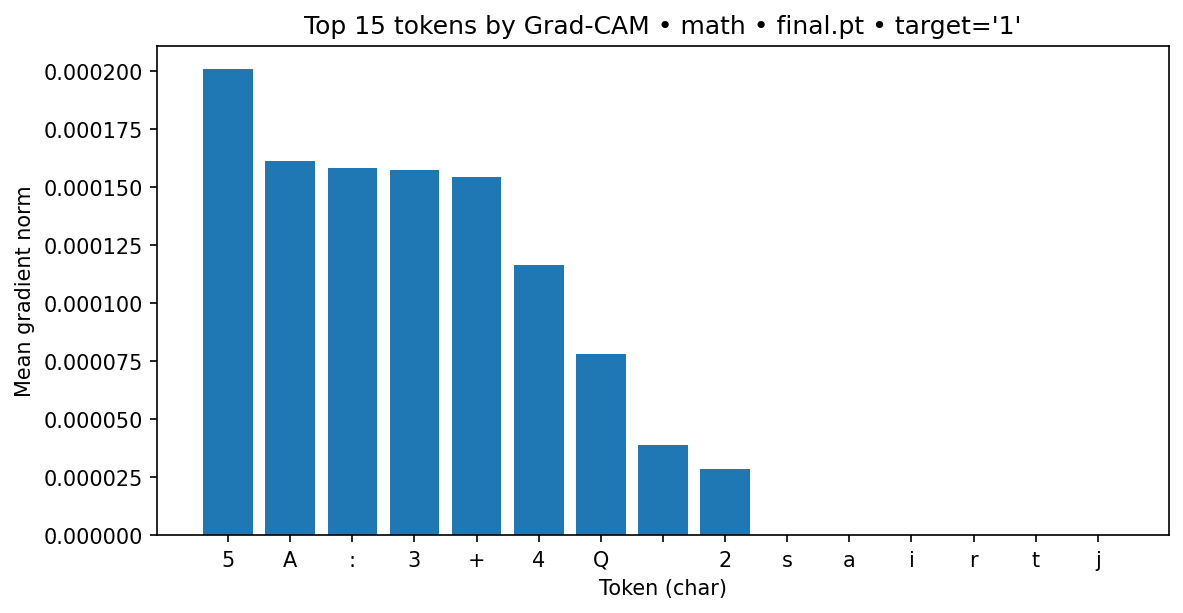 Top 15 tokens by Grad-CAM • math • final.pt • target='1'
Mean gradient norm
0.000200
0.000175
0.000150
0.000125
0.000100
0.000075
0.000050
0.000025
0.000000
5 A : 3 + 4 Q 2 s a i r t j
Token (char)